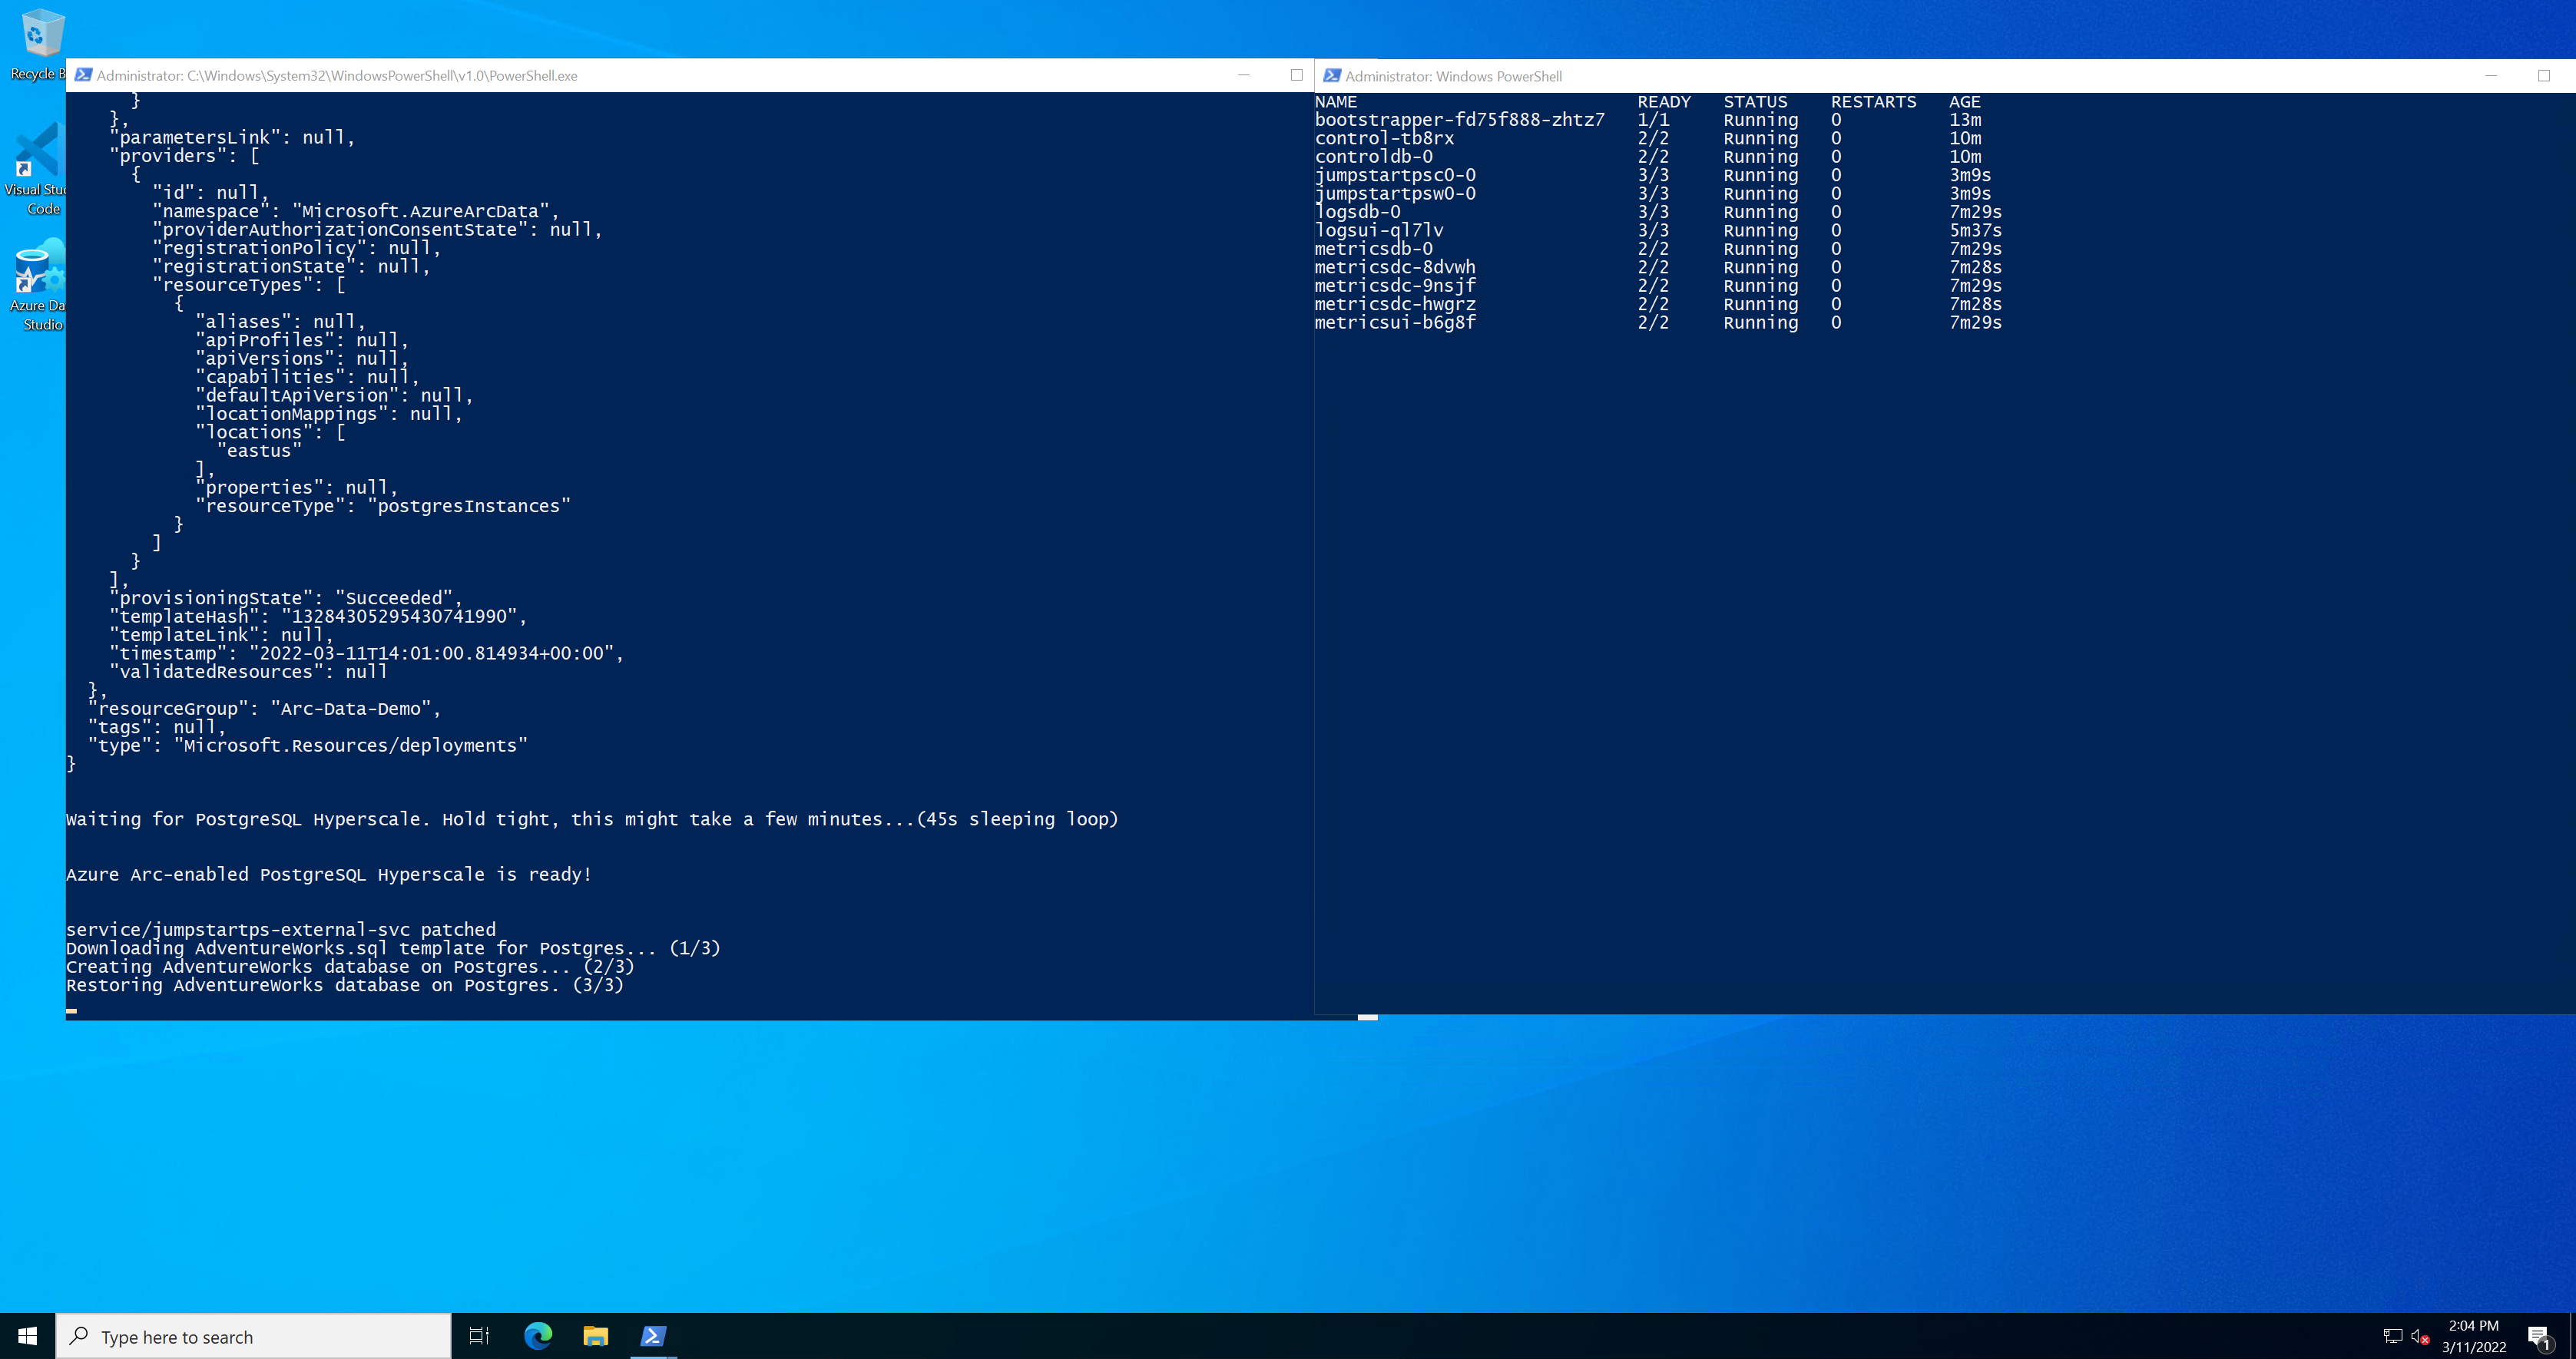 Recycle B
Visual Stu
Code
Azure Da
Studio
Administrator: C:\Windows\System32\WindowsPowerShell\v1.0\PowerShell.exe
      }
    },
    "parametersLink": null,
    "providers": [
      {
        "id": null,
        "namespace": "Microsoft.AzureArcData",
        "providerAuthorizationConsentState": null,
        "registrationPolicy": null,
        "registrationState": null,
        "resourceTypes": [
          {
            "aliases": null,
            "apiProfiles": null,
            "apiVersions": null,
            "capabilities": null,
            "defaultApiVersion": null,
            "locationMappings": null,
            "locations": [
              "eastus"
            ],
            "properties": null,
            "resourceType": "postgresInstances"
          }
        ]
      }
    ],
    "provisioningState": "Succeeded",
    "templateHash": "13284305295430741990",
    "templateLink": null,
    "timestamp": "2022-03-11T14:01:00.814934+00:00",
    "validatedResources": null
  },
  "resourceGroup": "Arc-Data-Demo",
  "tags": null,
  "type": "Microsoft.Resources/deployments"
}
Waiting for PostgreSQL Hyperscale. Hold tight, this might take a few minutes...(45s sleeping loop)
Azure Arc-enabled PostgreSQL Hyperscale is ready!
service/jumpstartps-external-svc patched
Downloading AdventureWorks.sql template for Postgres... (1/3)
Creating AdventureWorks database on Postgres... (2/3)
Restoring AdventureWorks database on Postgres. (3/3)
Administrator: Windows PowerShell
NAME READY STATUS RESTARTS AGE
bootstrapper-fd75f888-zhtz7 1/1 Running 0 13m
control-tb8rx 2/2 Running 0 10m
controldb-0 2/2 Running 0 10m
jumpstartpsc0-0 3/3 Running 0 3m9s
jumpstartpsw0-0 3/3 Running 0 3m9s
logsdb-0 3/3 Running 0 7m29s
logsui-ql7lv 3/3 Running 0 5m37s
metricsdb-0 2/2 Running 0 7m29s
metricsdc-8dvwh 2/2 Running 0 7m28s
metricsdc-9nsjf 2/2 Running 0 7m29s
metricsdc-hwgrz 2/2 Running 0 7m28s
metricsui-b6g8f 2/2 Running 0 7m29s
Type here to search
2:04 PM
3/11/2022
1